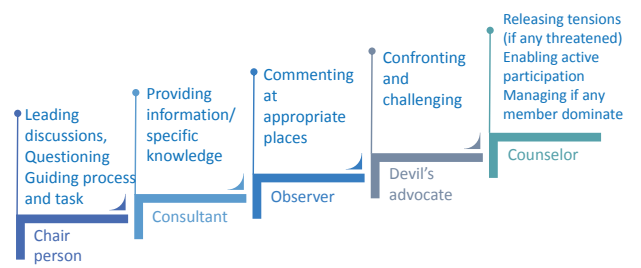 Leading
discussions,
Questioning
Guiding process
and task
Chair
person
Providing
information/
specific
knowledge
Consultant
Commenting
at
appropriate
places
Observer
Confronting
and
challenging
Devil's
advocate
Releasing tensions
(if any threatened)
Enabling active
participation
Managing if any
member dominate
Counselor